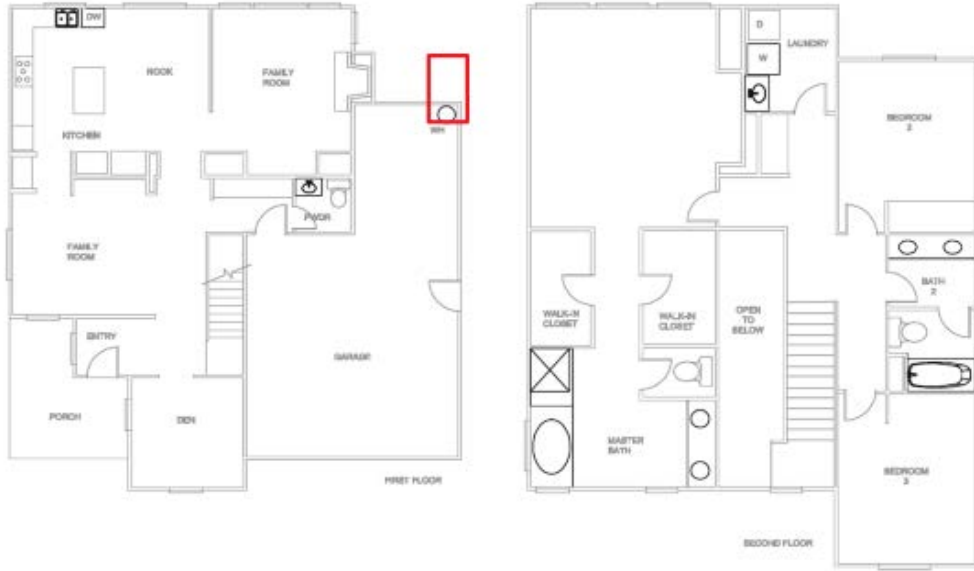 DW
NOOK
KITCHEN
FAMILY
ROOM
WH
PWDR
FAMILY
ROOM
ENTRY
PORCH
DEN
GARAGE
FIRST FLOOR
D
W
LAUNDRY
BEDROOM
2
WALK-IN
CLOSET
WALK-IN
CLOSET
OPEN
TO
BELOW
BATH
2
MASTER
BATH
BEDROOM
3
SECOND FLOOR